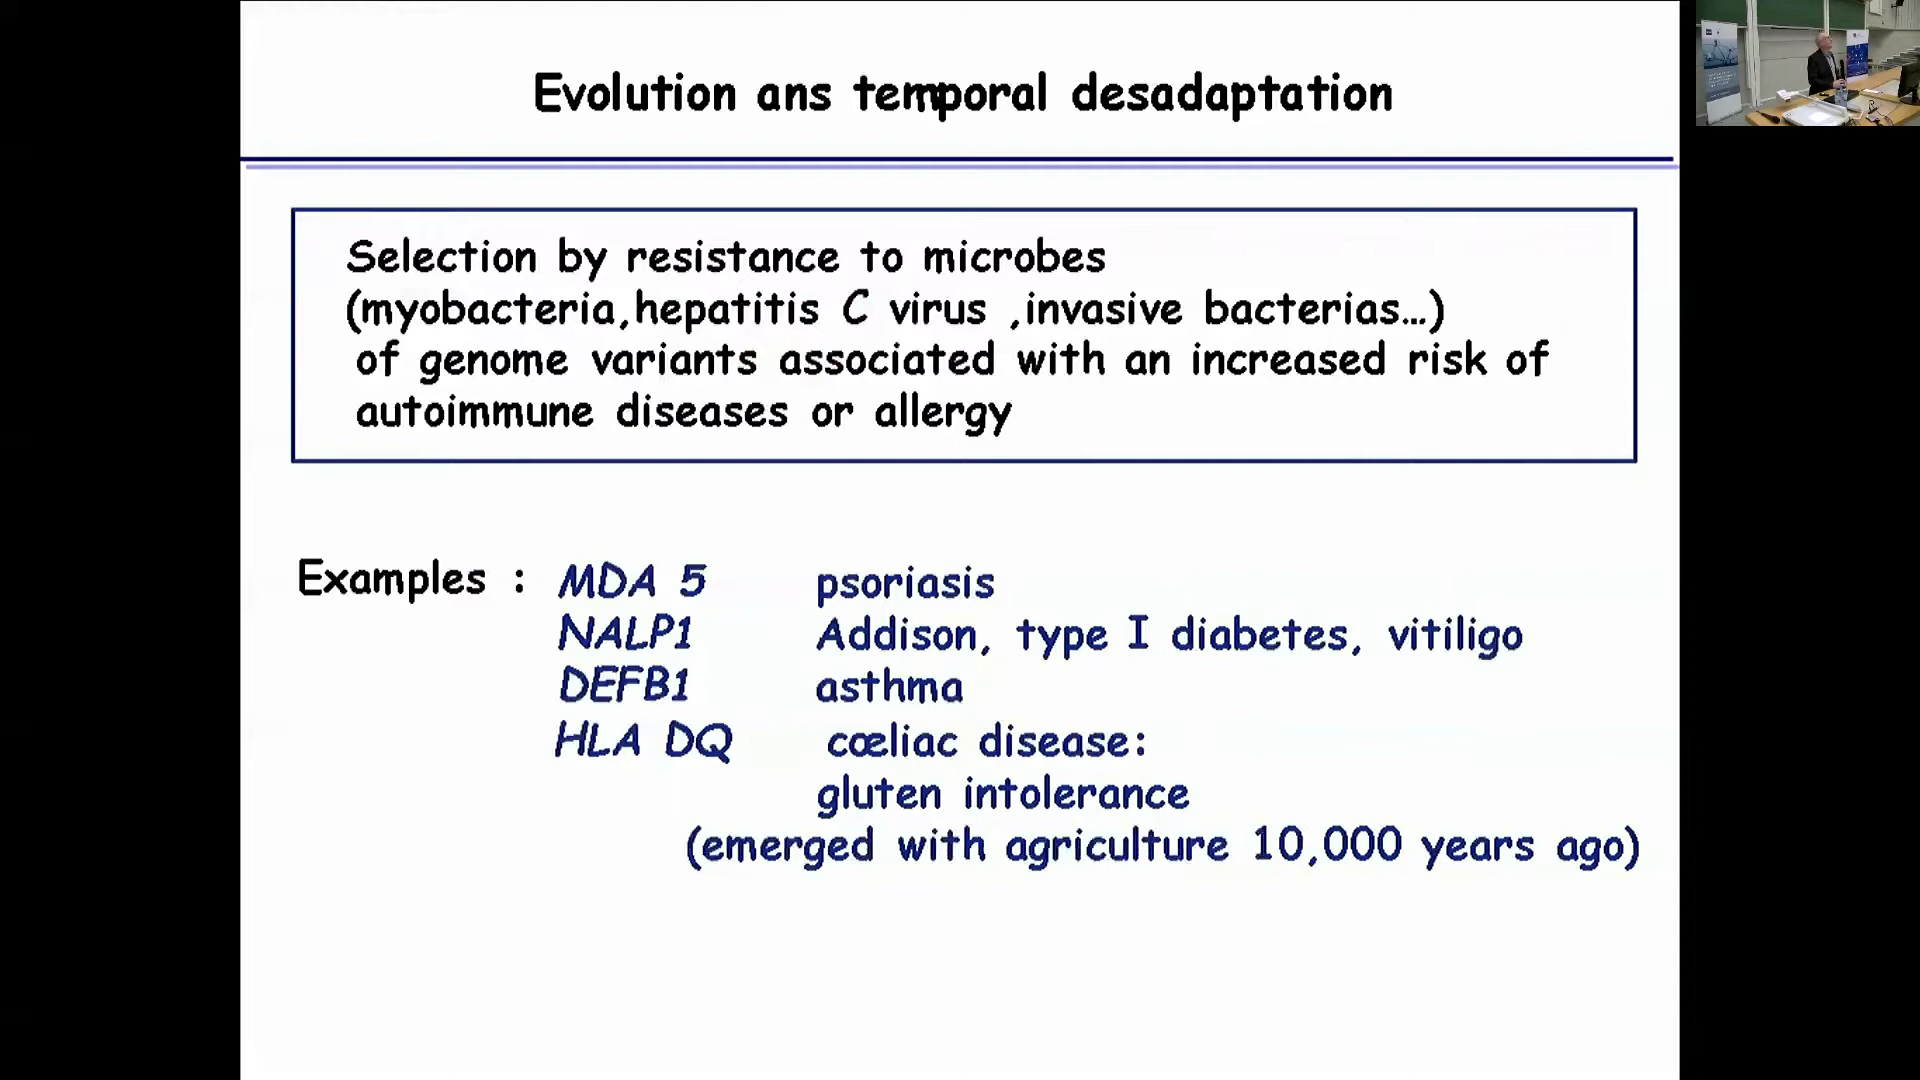 Evolution ans temporal desadaptation
Selection by resistance to microbes
(myobacteria,hepatitis C virus ,invasive bacterias...)
of genome variants associated with an increased risk of
autoimmune diseases or allergy
Examples : MDA 5 psoriasis
NALP1 Addison, type I diabetes, vitiligo
DEFB1 asthma
HLA DQ cœliac disease:
gluten intolerance
(emerged with agriculture 10,000 years ago)